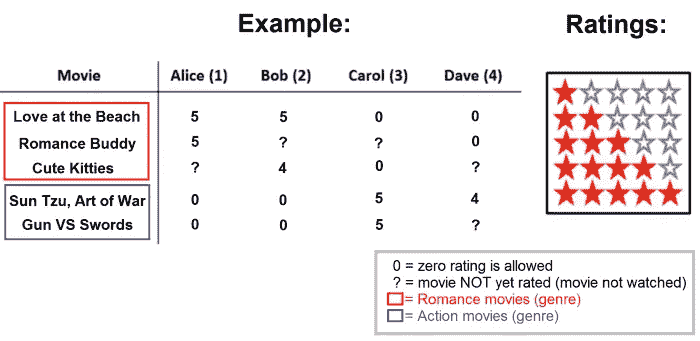 Example:
Ratings:
Movie Alice (1) Bob (2) Carol (3) Dave (4)
Love at the Beach 5 5 0 0
Romance Buddy 5 ? ? 0
Cute Kitties ? 4 0 ?
Sun Tzu, Art of War 0 0 5 4
Gun VS Swords 0 0 5 ?
0 = zero rating is allowed
? = movie NOT yet rated (movie not watched)
= Romance movies (genre)
= Action movies (genre)